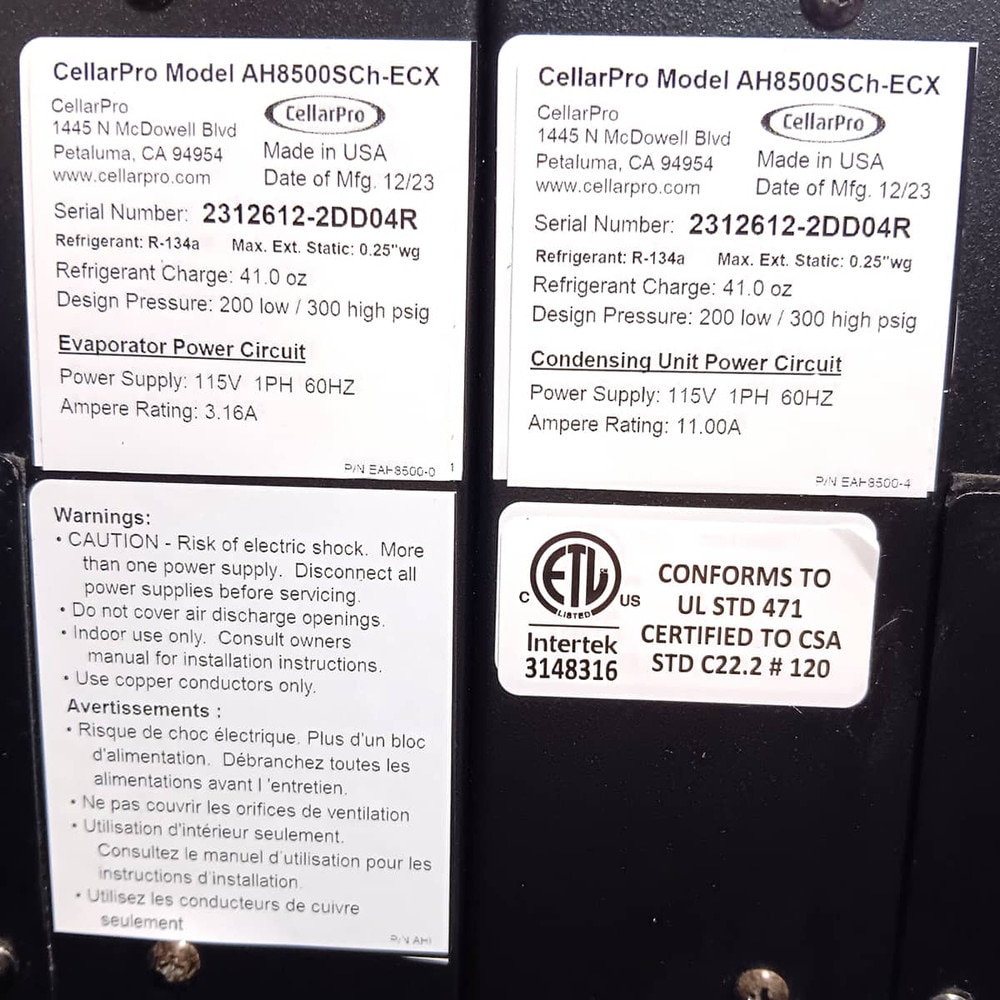 CellarPro Model AH8500SCh-ECX
CellarPro
1445 N McDowell Blvd
Petaluma, CA 94954
www.cellarpro.com
CellarPro
Made in USA
Date of Mfg. 12/23
Serial Number: 2312612-2DD04R
Refrigerant: R-134a Max. Ext. Static: 0.25"wg
Refrigerant Charge: 41.0 oz
Design Pressure: 200 low / 300 high psig
Evaporator Power Circuit
Power Supply: 115V 1PH 60HZ
Ampere Rating: 3.16A
P/N EAH8500-0 1
Warnings:
• CAUTION - Risk of electric shock. More
than one power supply. Disconnect all
power supplies before servicing.
• Do not cover air discharge openings.
• Indoor use only. Consult owners
manual for installation instructions.
• Use copper conductors only.
Avertissements :
• Risque de choc électrique. Plus d'un bloc
d'alimentation. Débranchez toutes les
alimentations avant l 'entretien.
• Ne pas couvrir les orifices de ventilation
• Utilisation d'intérieur seulement.
Consultez le manuel d'utilisation pour les
instructions d'installation.
• Utilisez les conducteurs de cuivre
seulement
P/N AHI
CellarPro Model AH8500SCh-ECX
CellarPro
1445 N McDowell Blvd
Petaluma, CA 94954
www.cellarpro.com
CellarPro
Made in USA
Date of Mfg. 12/23
Serial Number: 2312612-2DD04R
Refrigerant: R-134a Max. Ext. Static: 0.25"wg
Refrigerant Charge: 41.0 oz
Design Pressure: 200 low / 300 high psig
Condensing Unit Power Circuit
Power Supply: 115V 1PH 60HZ
Ampere Rating: 11.00A
P/N EAH8500-4
C ETL US
LISTED
Intertek
3148316
CONFORMS TO
UL STD 471
CERTIFIED TO CSA
STD C22.2 # 120